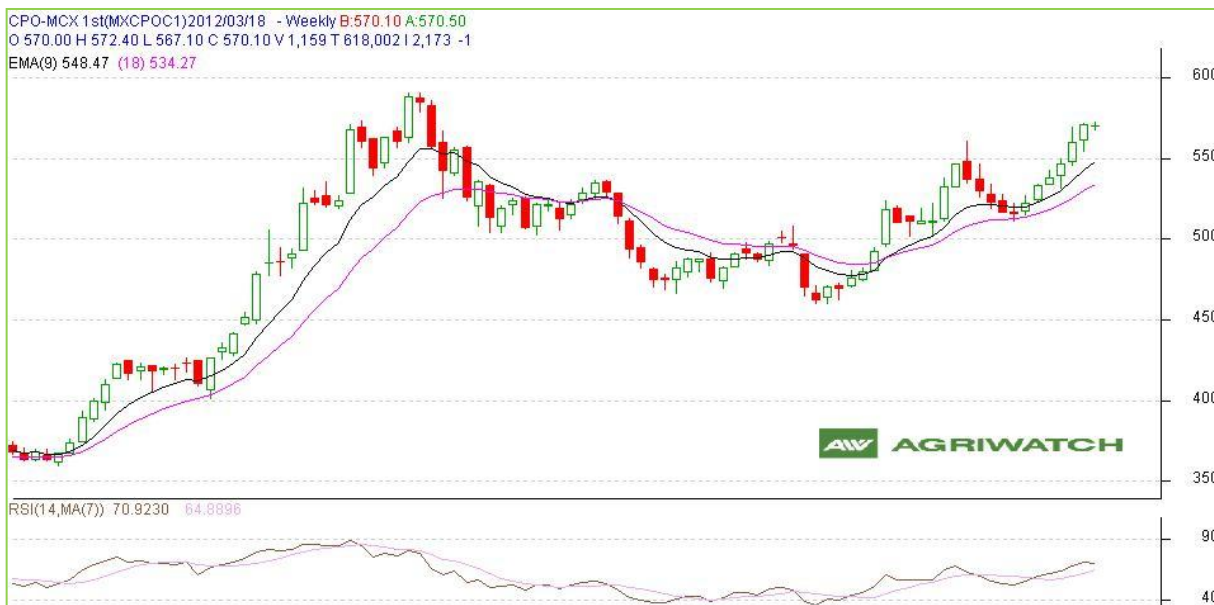 CPO-MCX 1st(MXCPOC1)2012/03/18 - Weekly B:570.10 A:570.50
O 570.00 H 572.40 L 567.10 C 570.10 V 1,159 T 618,002 I 2,173 -1
EMA(9) 548.47 (18) 534.27
600
550
500
450
400
350
AW AGRIWATCH
RSI(14,MA(7)) 70.9230 64.8896
90
40